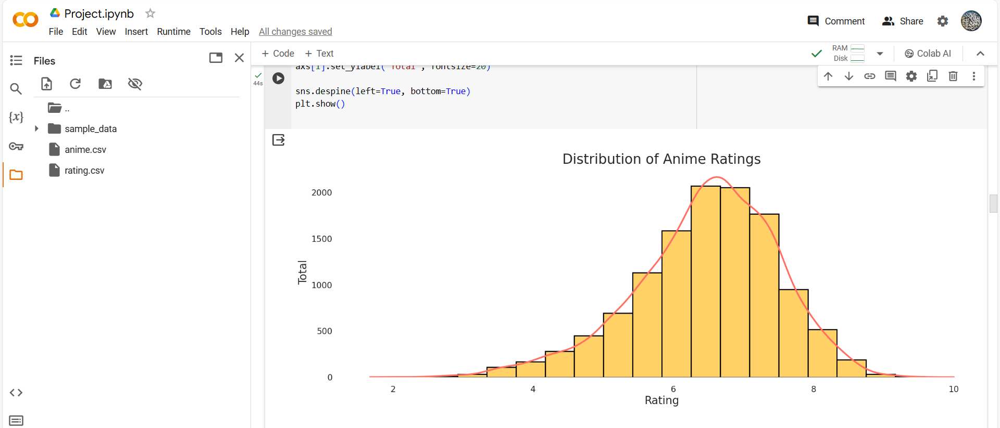 Project.ipynb
File Edit View Insert Runtime Tools Help All changes saved
Comment Share
Files
+ Code + Text
RAM
Disk
Colab AI
{x}
..
sample_data
anime.csv
rating.csv
44s
axs[1].set_ylabel('Total', fontsize=20)
sns.despine(left=True, bottom=True)
plt.show()
Distribution of Anime Ratings
Total
2000
1500
1000
500
0
2 4 6 8 10
Rating